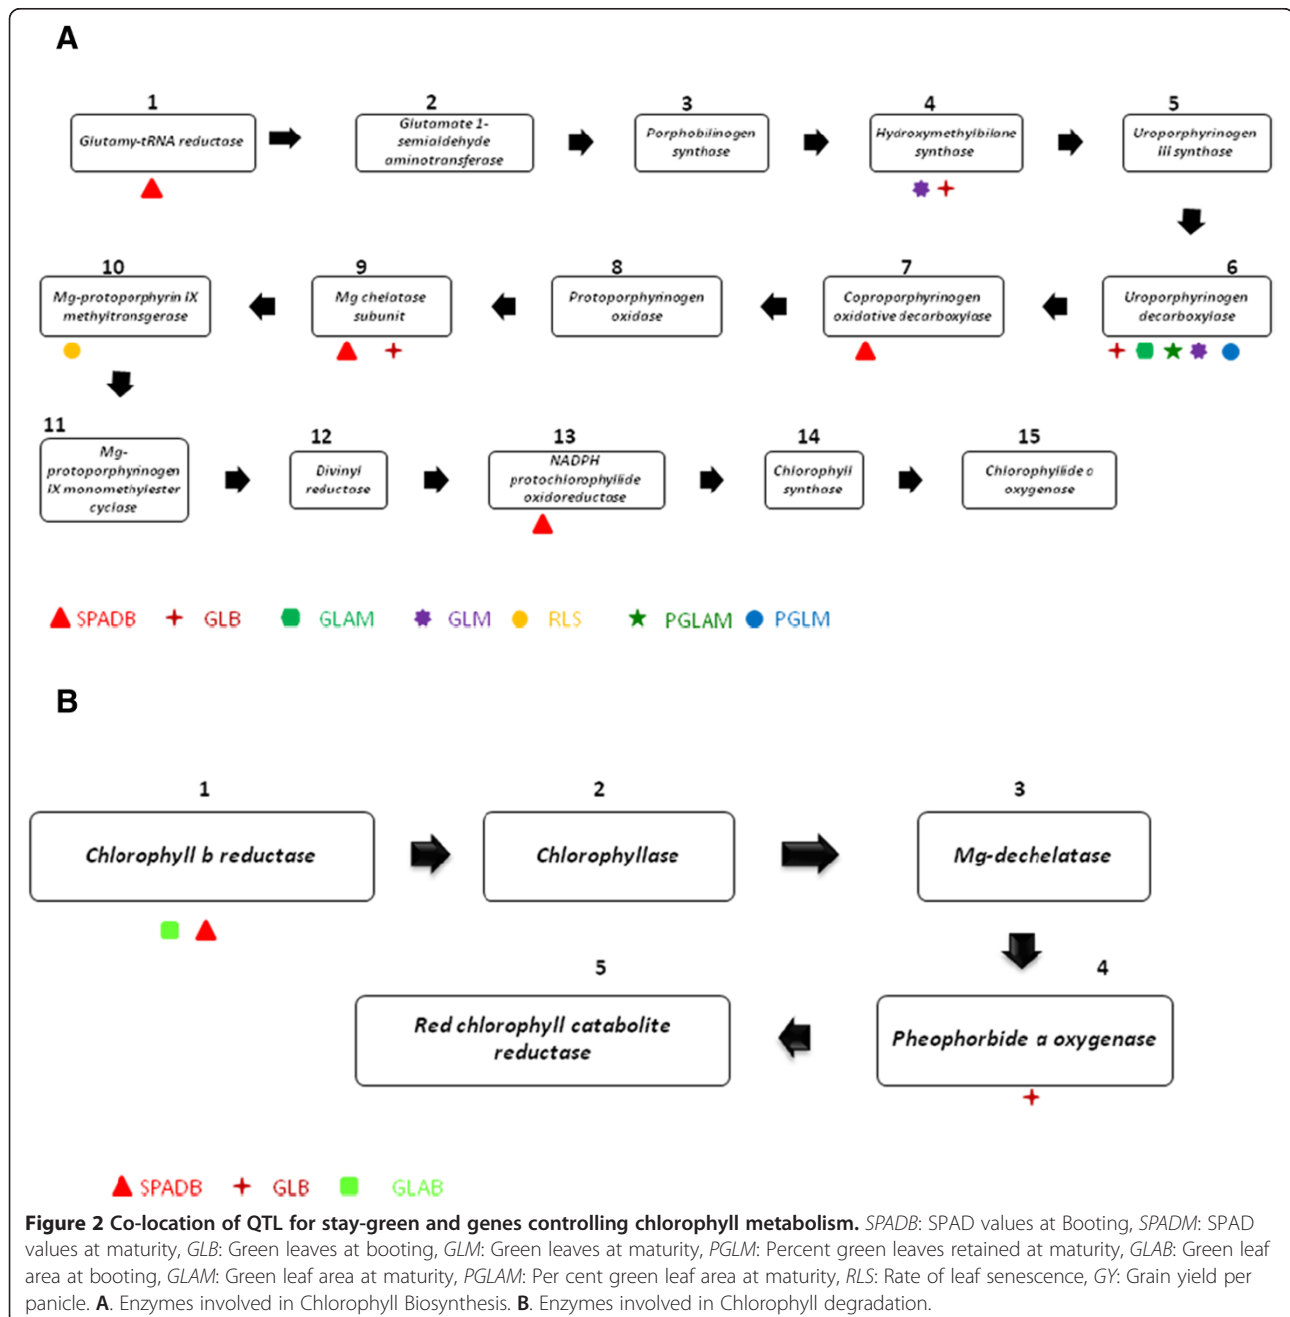 A
1
Glutamy-tRNA reductase
2
Glutamate 1-
semialdehyde
aminotransferase
3
Porphobilinogen
synthase
4
Hydroxymethylbilane
synthase
5
Uroporphyrinogen
iii synthase
10
Mg-protoporphyrin IX
methyltransgerase
9
Mg chelatase
subunit
8
Protoporphyrinogen
oxidase
7
Coproporphyrinogen
oxidative decarboxylase
6
Uroporphyrinogen
decarboxylase
11
Mg-
protoporphyrinogen
IX monomethylester
cyclase
12
Divinyl
reductase
13
NADPH
protochlorophyllide
oxidoreductase
14
Chlorophyll
synthase
15
Chlorophyllide a
oxygenase
SPADB GLB GLAM GLM RLS PGLAM PGLM
B
1
Chlorophyll b reductase
2
Chlorophyllase
3
Mg-dechelatase
5
Red chlorophyll catabolite
reductase
4
Pheophorbide a oxygenase
SPADB GLB GLAB
Figure 2 Co-location of QTL for stay-green and genes controlling chlorophyll metabolism. SPADB: SPAD values at Booting, SPADM: SPAD
values at maturity, GLB: Green leaves at booting, GLM: Green leaves at maturity, PGLM: Percent green leaves retained at maturity, GLAB: Green leaf
area at booting, GLAM: Green leaf area at maturity, PGLAM: Per cent green leaf area at maturity, RLS: Rate of leaf senescence, GY: Grain yield per
panicle. A. Enzymes involved in Chlorophyll Biosynthesis. B. Enzymes involved in Chlorophyll degradation.